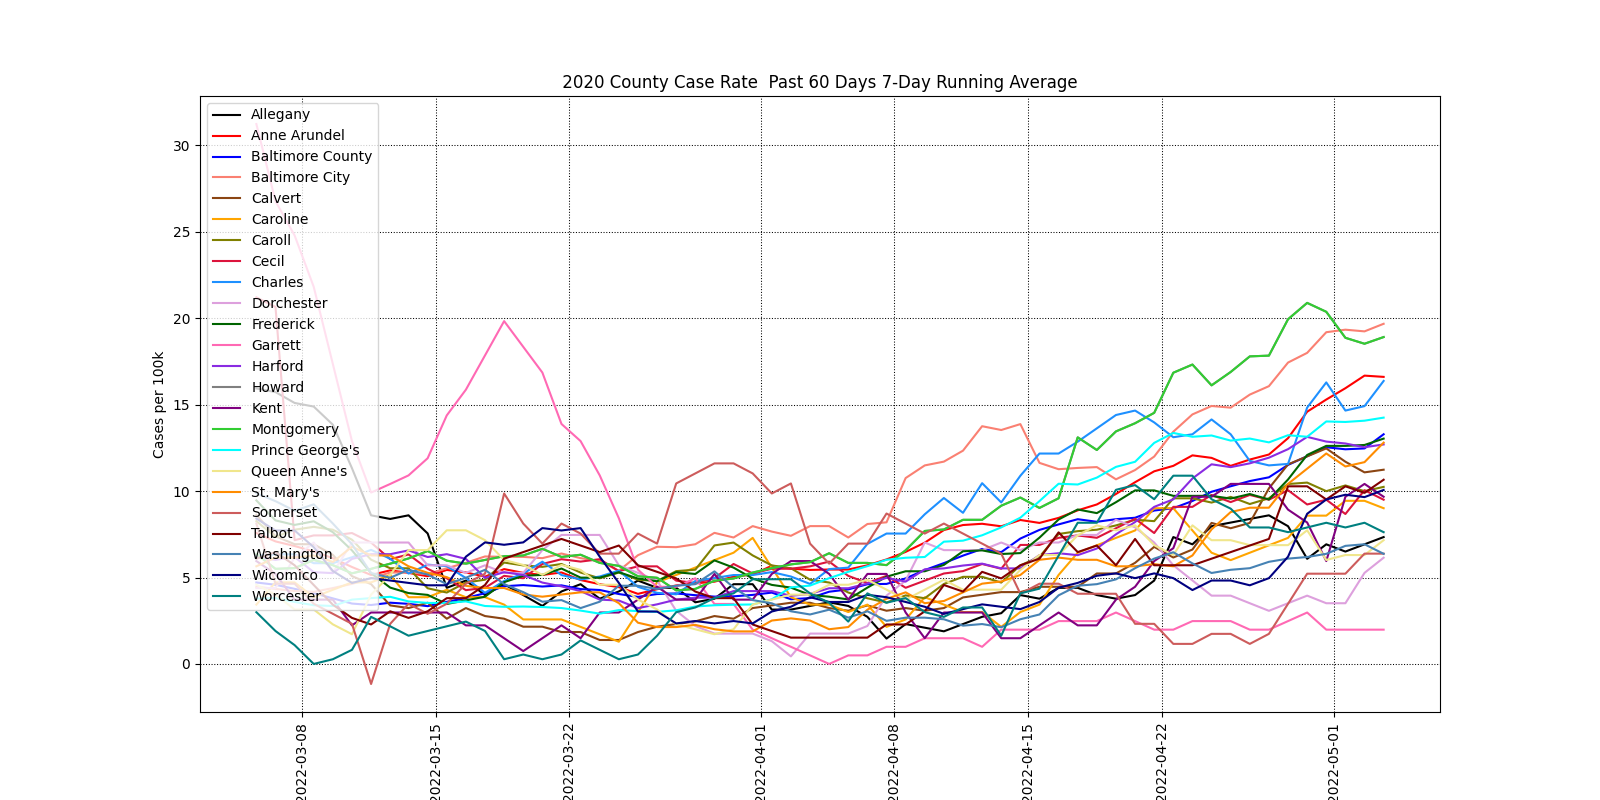 2020 County Case Rate  Past 60 Days 7-Day Running Average
Cases per 100k
30
25
20
15
10
5
0
Allegany
Anne Arundel
Baltimore County
Baltimore City
Calvert
Caroline
Caroll
Cecil
Charles
Dorchester
Frederick
Garrett
Harford
Howard
Kent
Montgomery
Prince George's
Queen Anne's
St. Mary's
Somerset
Talbot
Washington
Wicomico
Worcester
2022-03-08
2022-03-15
2022-03-22
2022-04-01
2022-04-08
2022-04-15
2022-04-22
2022-05-01